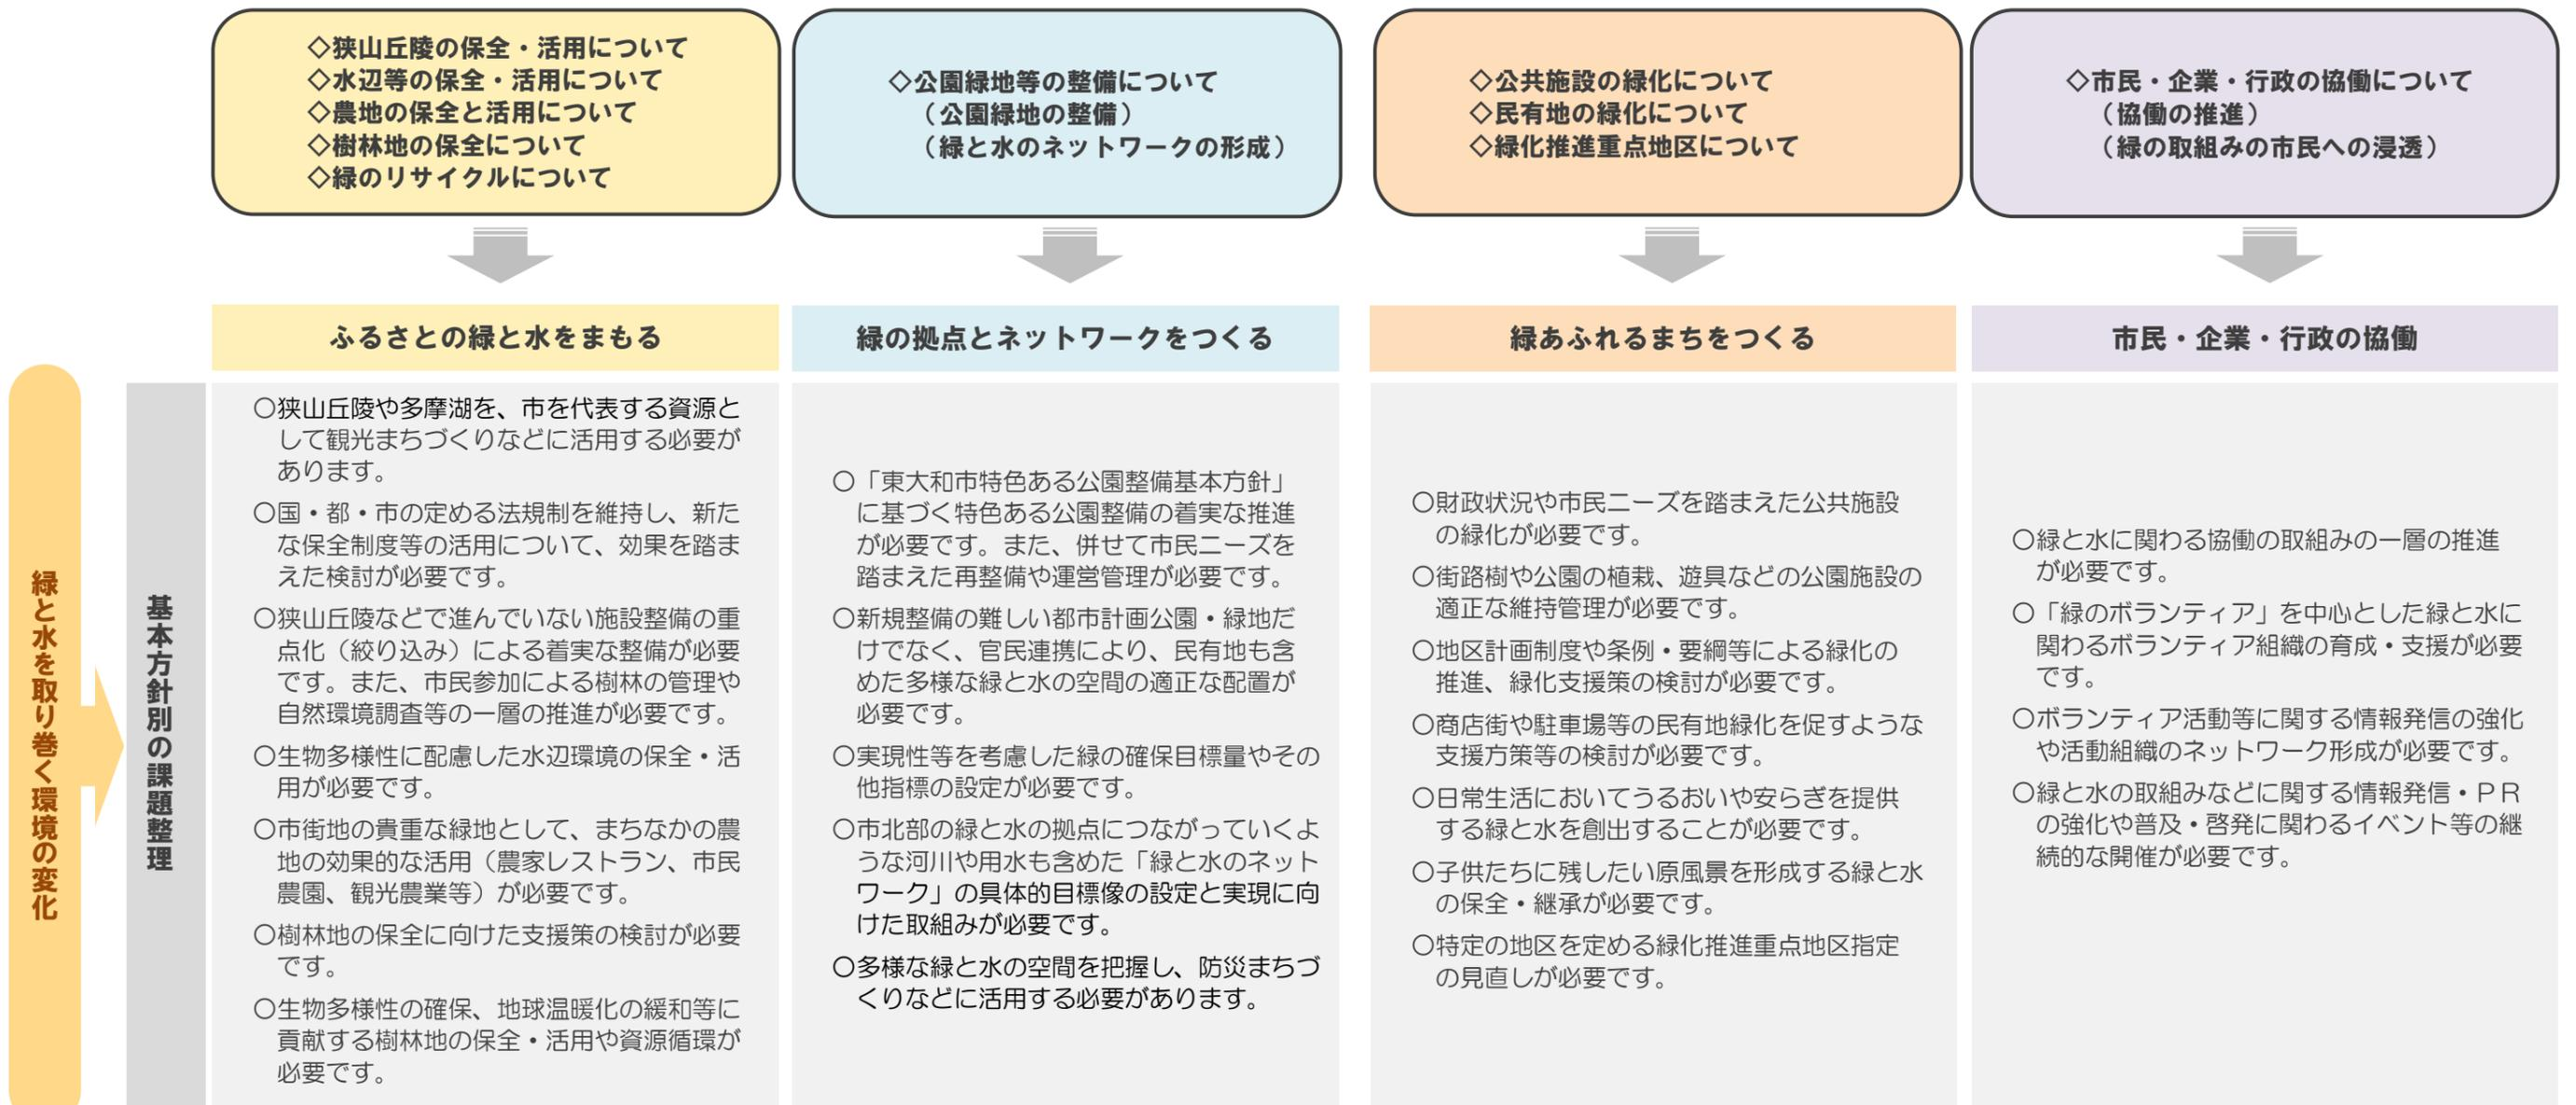 ◇狭山丘陵の保全・活用について
◇水辺等の保全・活用について
◇農地の保全と活用について
◇樹林地の保全について
◇緑のリサイクルについて
◇公園緑地等の整備について
（公園緑地の整備）
（緑と水のネットワークの形成）
◇公共施設の緑化について
◇民有地の緑化について
◇緑化推進重点地区について
◇市民・企業・行政の協働について
（協働の推進）
（緑の取組みの市民への浸透）
緑と水を取り巻く環境の変化
基本方針別の課題整理
ふるさとの緑と水をまもる
○狭山丘陵や多摩湖を、市を代表する資源と
して観光まちづくりなどに活用する必要が
あります。
○国・都・市の定める法規制を維持し、新た
な保全制度等の活用について、効果を踏ま
えた検討が必要です。
○狭山丘陵などで進んでいない施設整備の重
点化（絞り込み）による着実な整備が必要
です。また、市民参加による樹林の管理や
自然環境調査等の一層の推進が必要です。
○生物多様性に配慮した水辺環境の保全・活
用が必要です。
○市街地の貴重な緑地として、まちなかの農
地の効果的な活用（農家レストラン、市民
農園、観光農業等）が必要です。
○樹林地の保全に向けた支援策の検討が必要
です。
○生物多様性の確保、地球温暖化の緩和等に
貢献する樹林地の保全・活用や資源循環が
必要です。
緑の拠点とネットワークをつくる
○「東大和市特色ある公園整備基本方針」
に基づく特色ある公園整備の着実な推進
が必要です。また、併せて市民ニーズを
踏まえた再整備や運営管理が必要です。
○新規整備の難しい都市計画公園・緑地だ
けでなく、官民連携により、民有地も含
めた多様な緑と水の空間の適正な配置が
必要です。
○実現性等を考慮した緑の確保目標量やその
他指標の設定が必要です。
○市北部の緑と水の拠点につながっていくよ
うな河川や用水も含めた「緑と水のネット
ワーク」の具体的目標像の設定と実現に向
けた取組みが必要です。
○多様な緑と水の空間を把握し、防災まちづ
くりなどに活用する必要があります。
緑あふれるまちをつくる
○財政状況や市民ニーズを踏まえた公共施設
の緑化が必要です。
○街路樹や公園の植栽、遊具などの公園施設の
適正な維持管理が必要です。
○地区計画制度や条例・要綱等による緑化の
推進、緑化支援策の検討が必要です。
○商店街や駐車場等の民有地緑化を促すような
支援方策等の検討が必要です。
○日常生活においてうるおいや安らぎを提供
する緑と水を創出することが必要です。
○子供たちに残したい原風景を形成する緑と水
の保全・継承が必要です。
○特定の地区を定める緑化推進重点地区指定
の見直しが必要です。
市民・企業・行政の協働
○緑と水に関わる協働の取組みの一層の推進
が必要です。
○「緑のボランティア」を中心とした緑と水に
関わるボランティア組織の育成・支援が必要
です。
○ボランティア活動等に関する情報発信の強化
や活動組織のネットワーク形成が必要です。
○緑と水の取組みなどに関する情報発信・ＰＲ
の強化や普及・啓発に関わるイベント等の継
続的な開催が必要です。